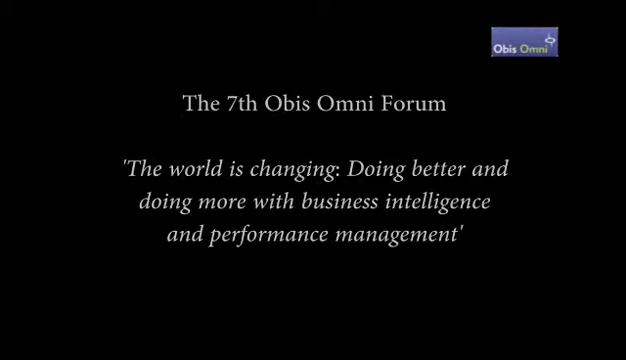 Obis Omni
The 7th Obis Omni Forum
'The world is changing: Doing better and
doing more with business intelligence
and performance management'